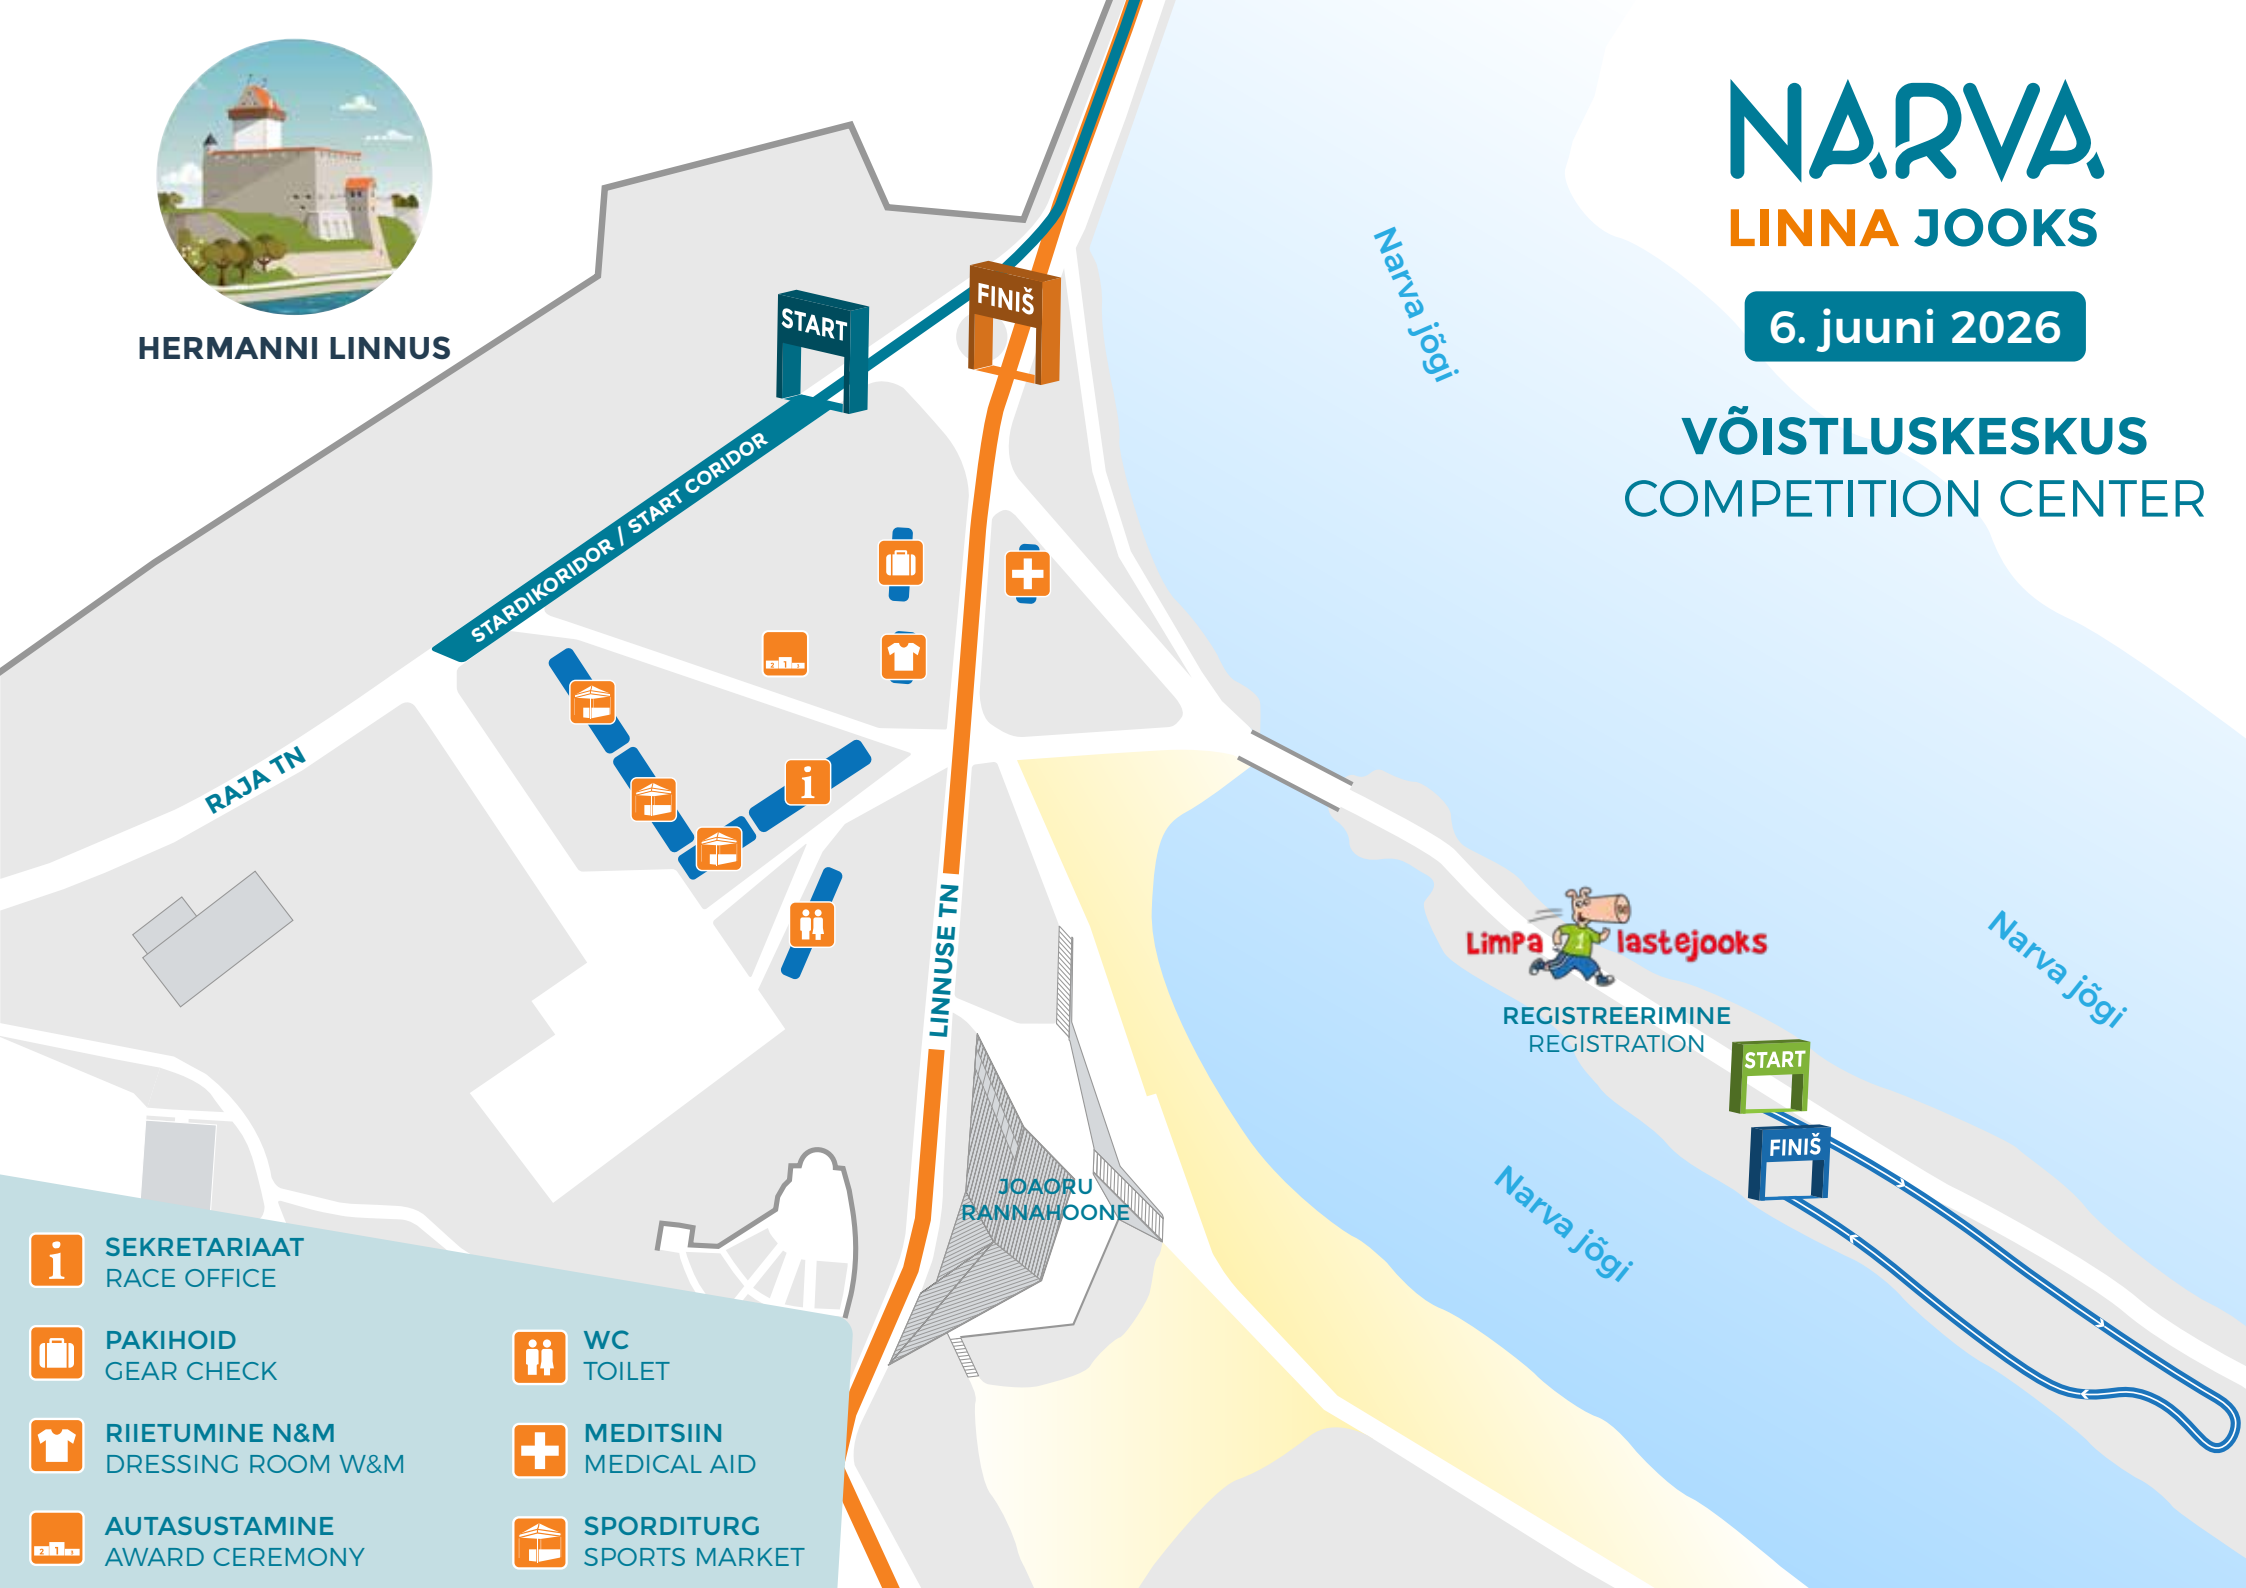 NARVA
LINNA JOOKS
6. juuni 2026
VÕISTLUSKESKUS
COMPETITION CENTER
HERMANNI LINNUS
START
FINIŠ
STARDIKORIDOR / START CORIDOR
RAJA TN
LINNUSE TN
Narva jõgi
Narva jõgi
Narva jõgi
LimPa lastejooks
REGISTREERIMINE
REGISTRATION
START
FINIŠ
JOAORU
RANNAHOONE
i
i
SEKRETARIAAT
RACE OFFICE
PAKIHOID
GEAR CHECK
RIIETUMINE N&M
DRESSING ROOM W&M
AUTASUSTAMINE
AWARD CEREMONY
WC
TOILET
MEDITSIIN
MEDICAL AID
SPORDITURG
SPORTS MARKET